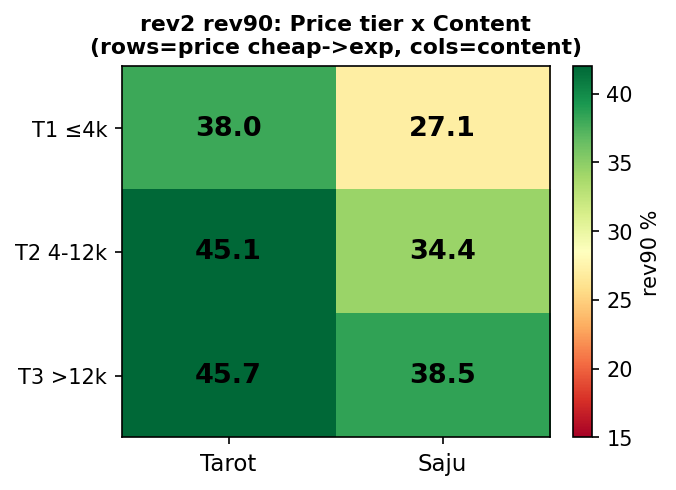 rev2 rev90: Price tier x Content
(rows=price cheap->exp, cols=content)
T1 ≤4k
38.0
27.1
T2 4-12k
45.1
34.4
T3 >12k
45.7
38.5
Tarot
Saju
40
35
30
25
20
15
rev90 %